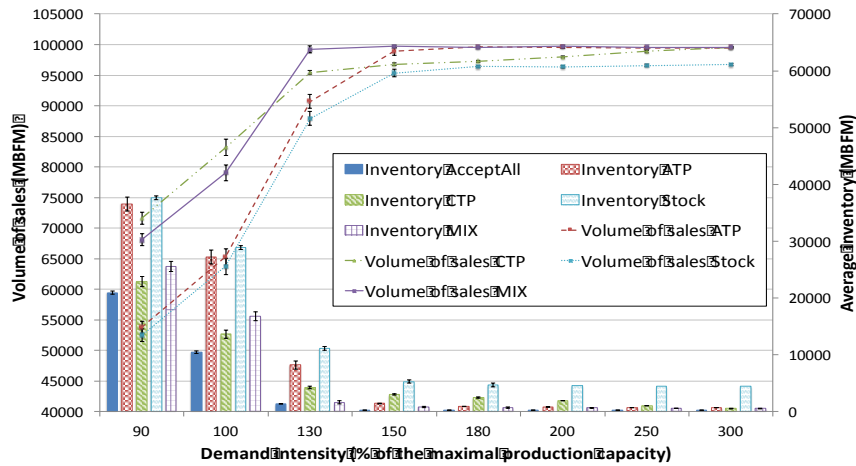 105000
100000
95000
90000
85000
80000
75000
70000
65000
60000
55000
50000
45000
40000
Volume of sales (MBFM)
70000
60000
50000
40000
30000
20000
10000
0
Average inventory (MBFM)
Inventory AcceptAll Inventory ATP
Inventory CTP Inventory Stock
Inventory MIX Volume of sales ATP
Volume of sales CTP Volume of sales Stock
Volume of sales MIX
90 100 130 150 180 200 250 300
Demand intensity (% of the maximal production capacity)